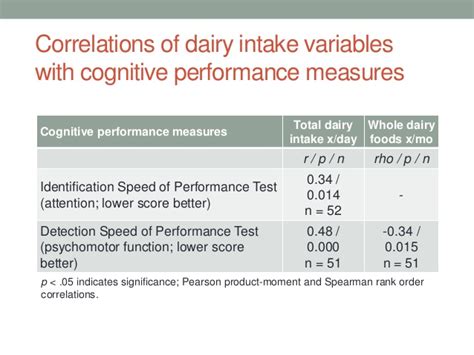 Correlations of dairy intake variables
with cognitive performance measures
Cognitive performance measures
Total dairy
intake x/day
Whole dairy
foods x/mo
r / p / n
rho / p / n
Identification Speed of Performance Test
(attention; lower score better)
0.34 /
0.014
n = 52
-
Detection Speed of Performance Test
(psychomotor function; lower score
better)
0.48 /
0.000
n = 51
-0.34 /
0.015
n = 51
p < .05 indicates significance; Pearson product-moment and Spearman rank order
correlations.